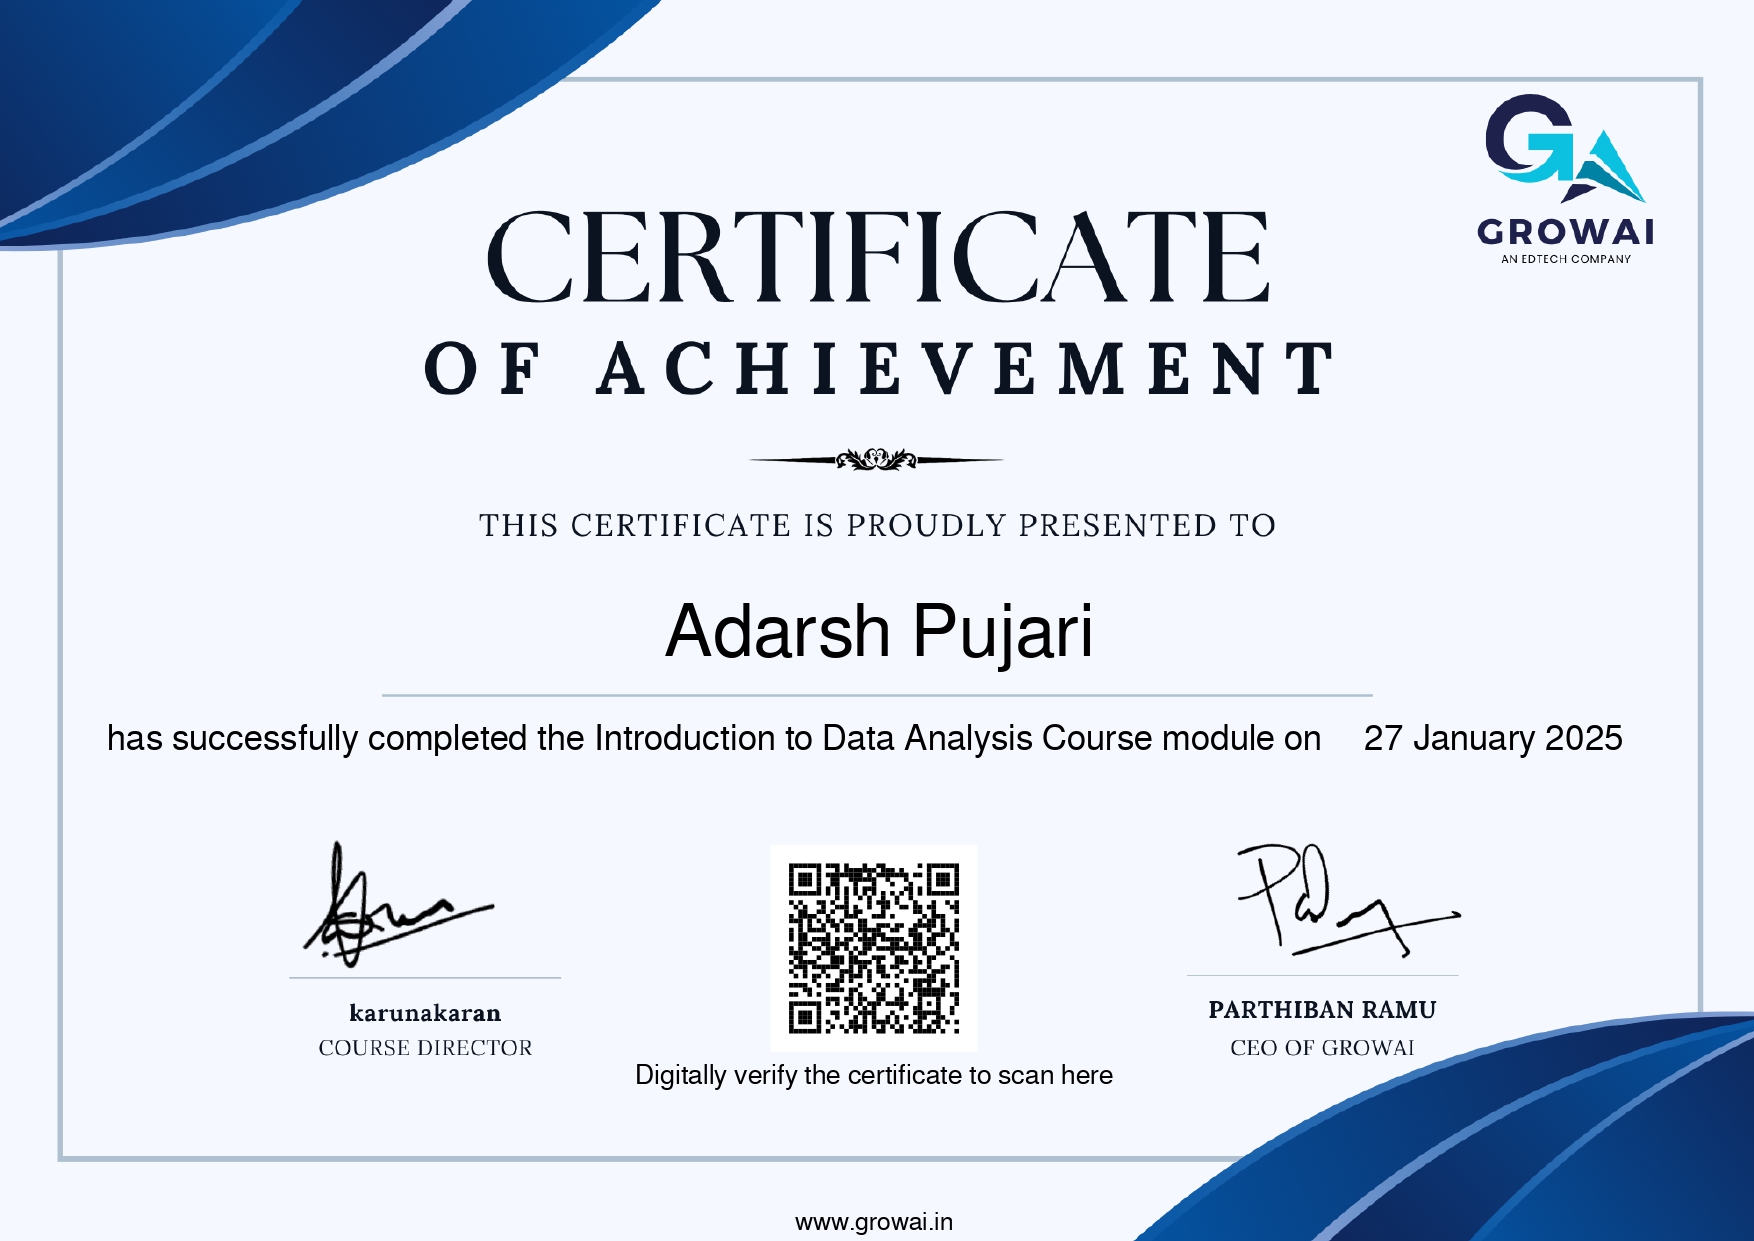 GROWAI
AN EDTECH COMPANY
CERTIFICATE
OF ACHIEVEMENT
THIS CERTIFICATE IS PROUDLY PRESENTED TO
Adarsh Pujari
has successfully completed the Introduction to Data Analysis Course module on 27 January 2025
karunakaran
COURSE DIRECTOR
PARTHIBAN RAMU
CEO OF GROWAI
Digitally verify the certificate to scan here
www.growai.in